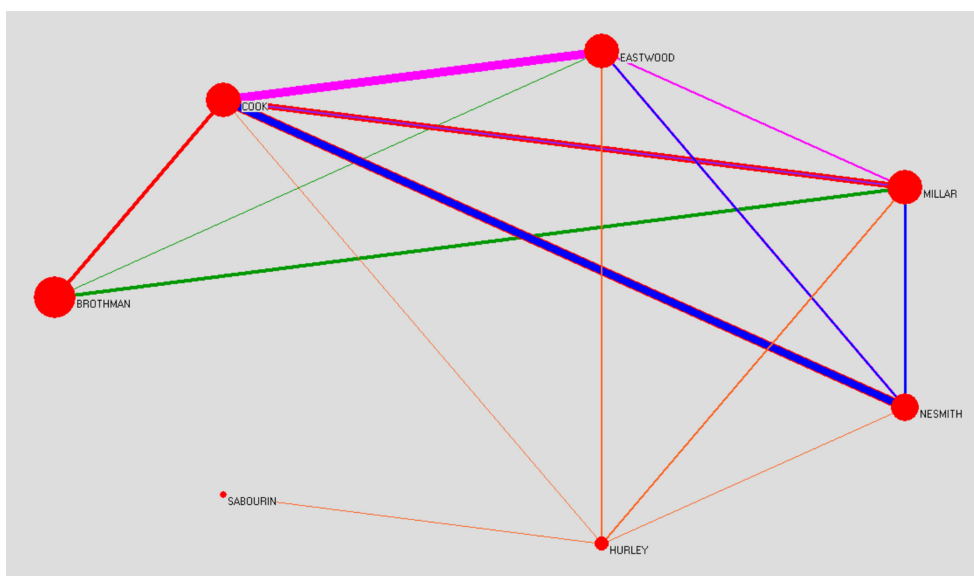 EASTWOOD
COOK
MILLAR
BROTHMAN
NESMITH
SABOURIN
HURLEY